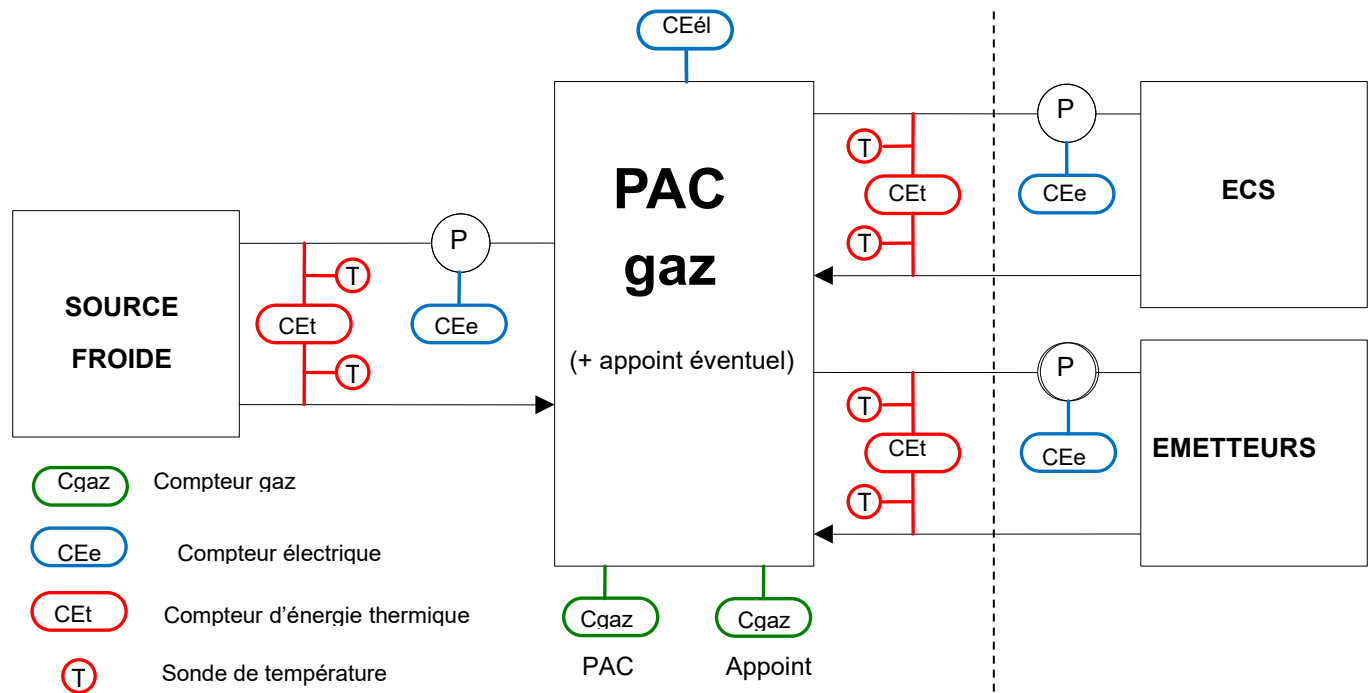 CEél
P
P
T
CEt
T
CEe
PAC
gaz
(+ appoint éventuel)
ECS
SOURCE
FROIDE
T
CEt
T
CEe
P
T
CEt
T
CEe
EMETTEURS
Cgaz Compteur gaz
CEe Compteur électrique
CEt Compteur d’énergie thermique
T Sonde de température
Cgaz Cgaz
PAC Appoint